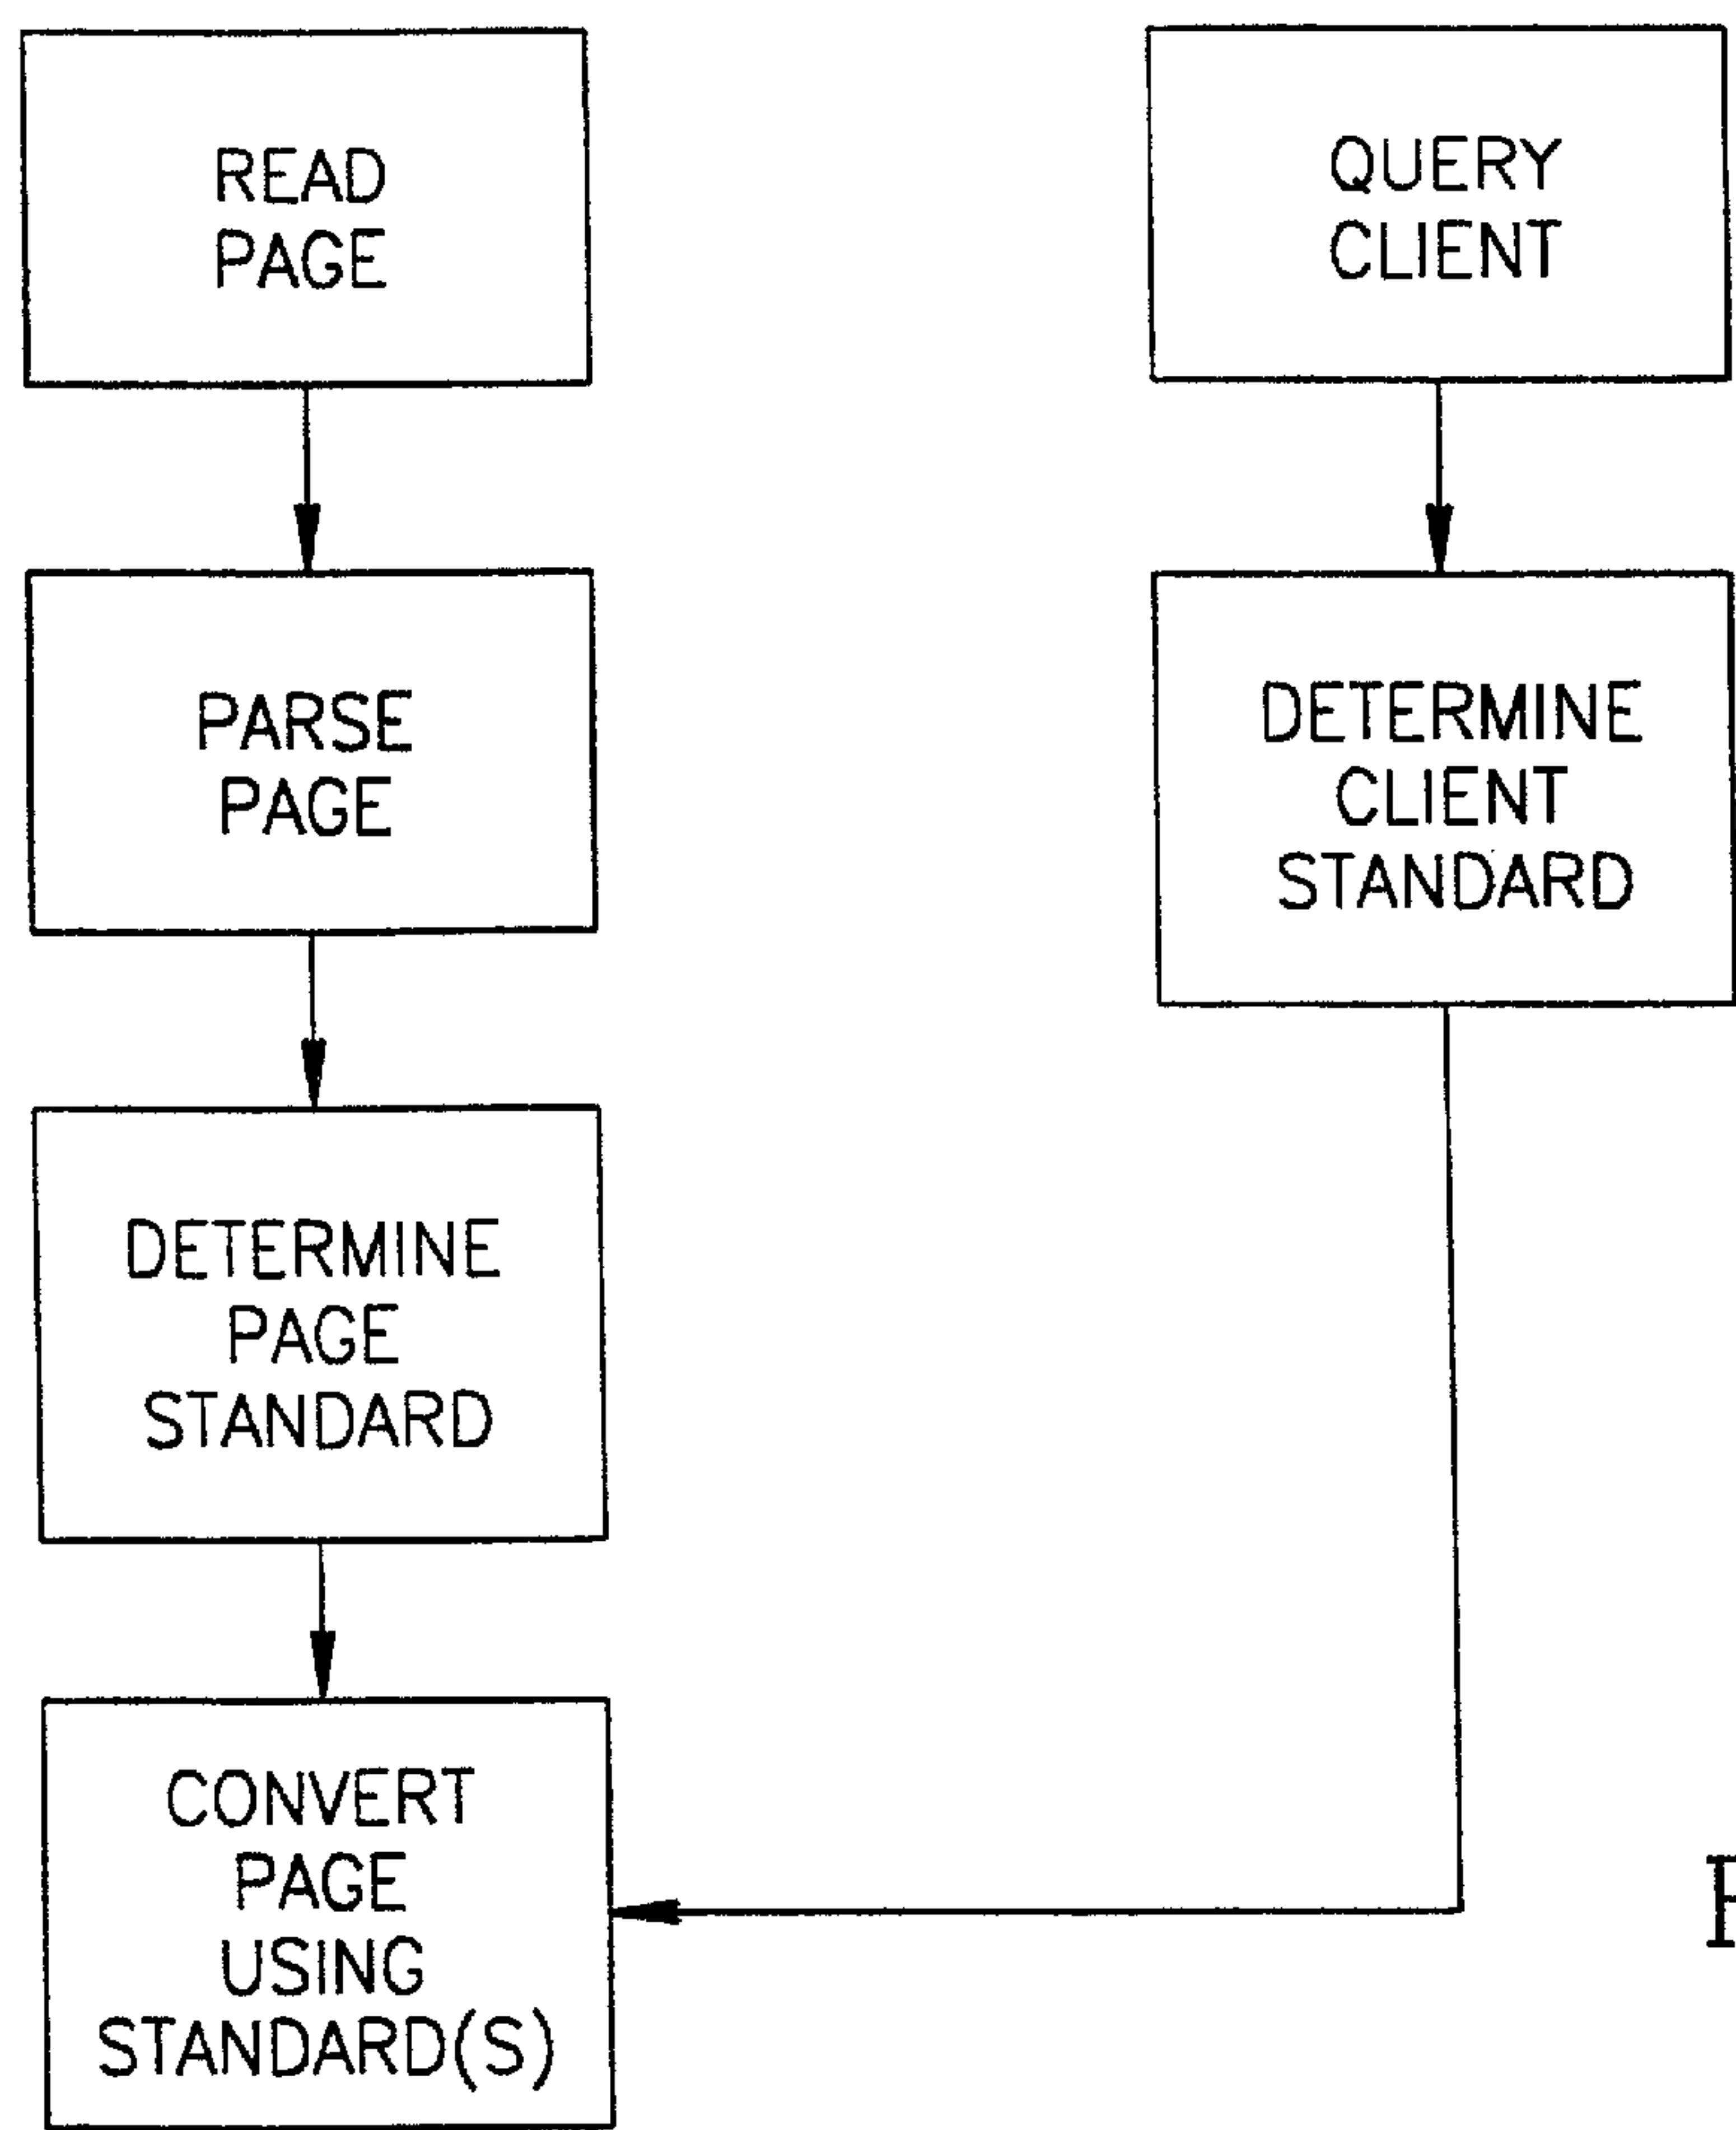 READ
PAGE
QUERY
CLIENT
PARSE
PAGE
DETERMINE
CLIENT
STANDARD
DETERMINE
PAGE
STANDARD
CONVERT
PAGE
USING
STANDARD(S)